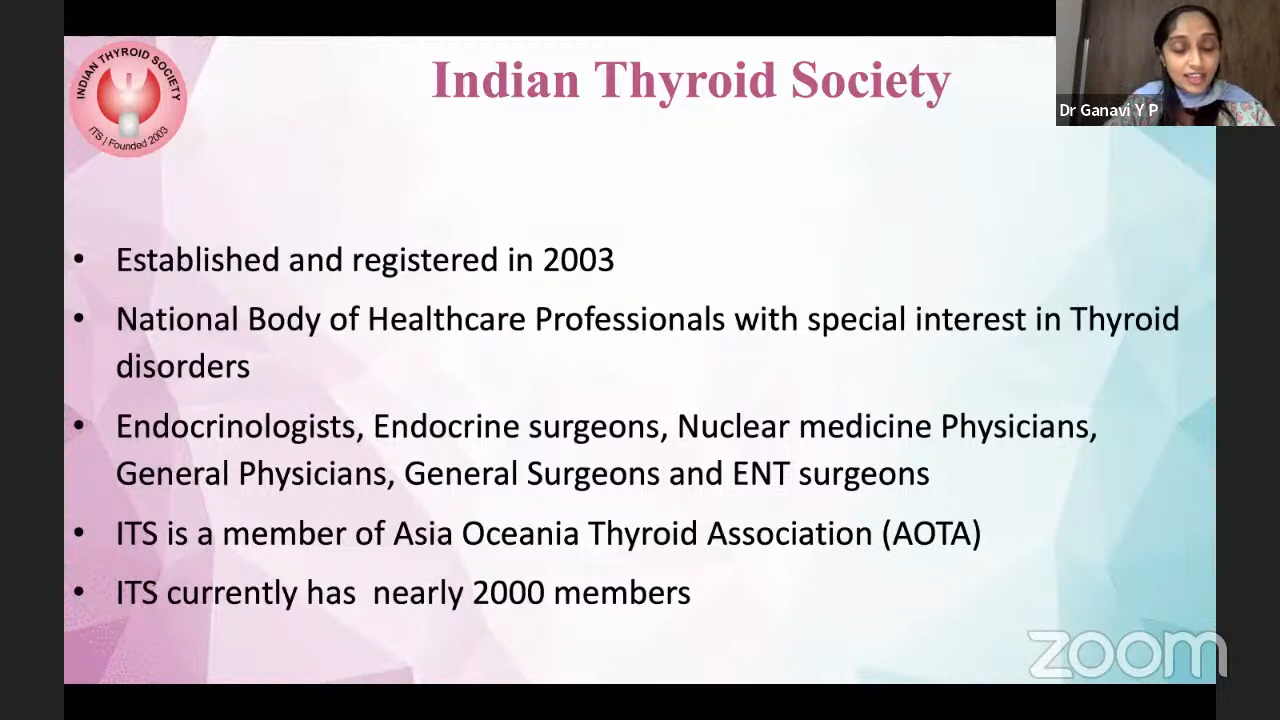 INDIAN THYROID SOCIETY
ITS / Founded 2003
Indian Thyroid Society
Dr Ganavi Y P
• Established and registered in 2003
• National Body of Healthcare Professionals with special interest in Thyroid
disorders
• Endocrinologists, Endocrine surgeons, Nuclear medicine Physicians,
General Physicians, General Surgeons and ENT surgeons
• ITS is a member of Asia Oceania Thyroid Association (AOTA)
• ITS currently has  nearly 2000 members
zoom